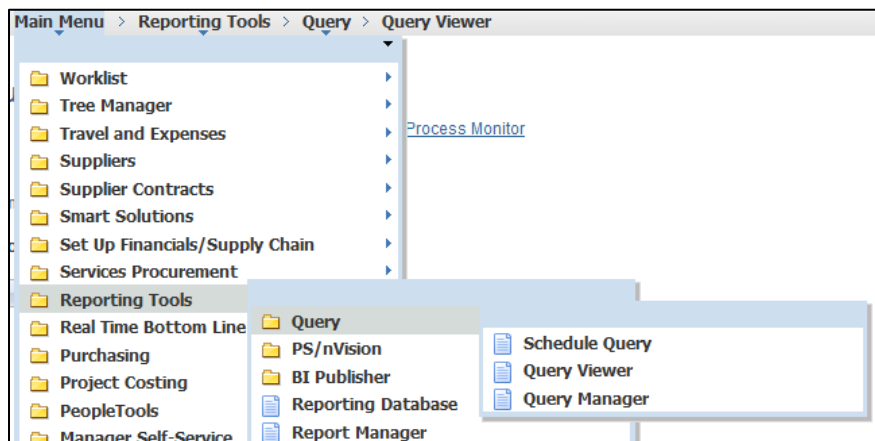 Main Menu > Reporting Tools > Query > Query Viewer
Worklist
Tree Manager
Travel and Expenses
Process Monitor
Suppliers
Supplier Contracts
Smart Solutions
Set Up Financials/Supply Chain
Services Procurement
Reporting Tools
Real Time Bottom Line
Purchasing
Project Costing
PeopleTools
Manager Self-Service
Query
PS/nVision
BI Publisher
Reporting Database
Report Manager
Schedule Query
Query Viewer
Query Manager